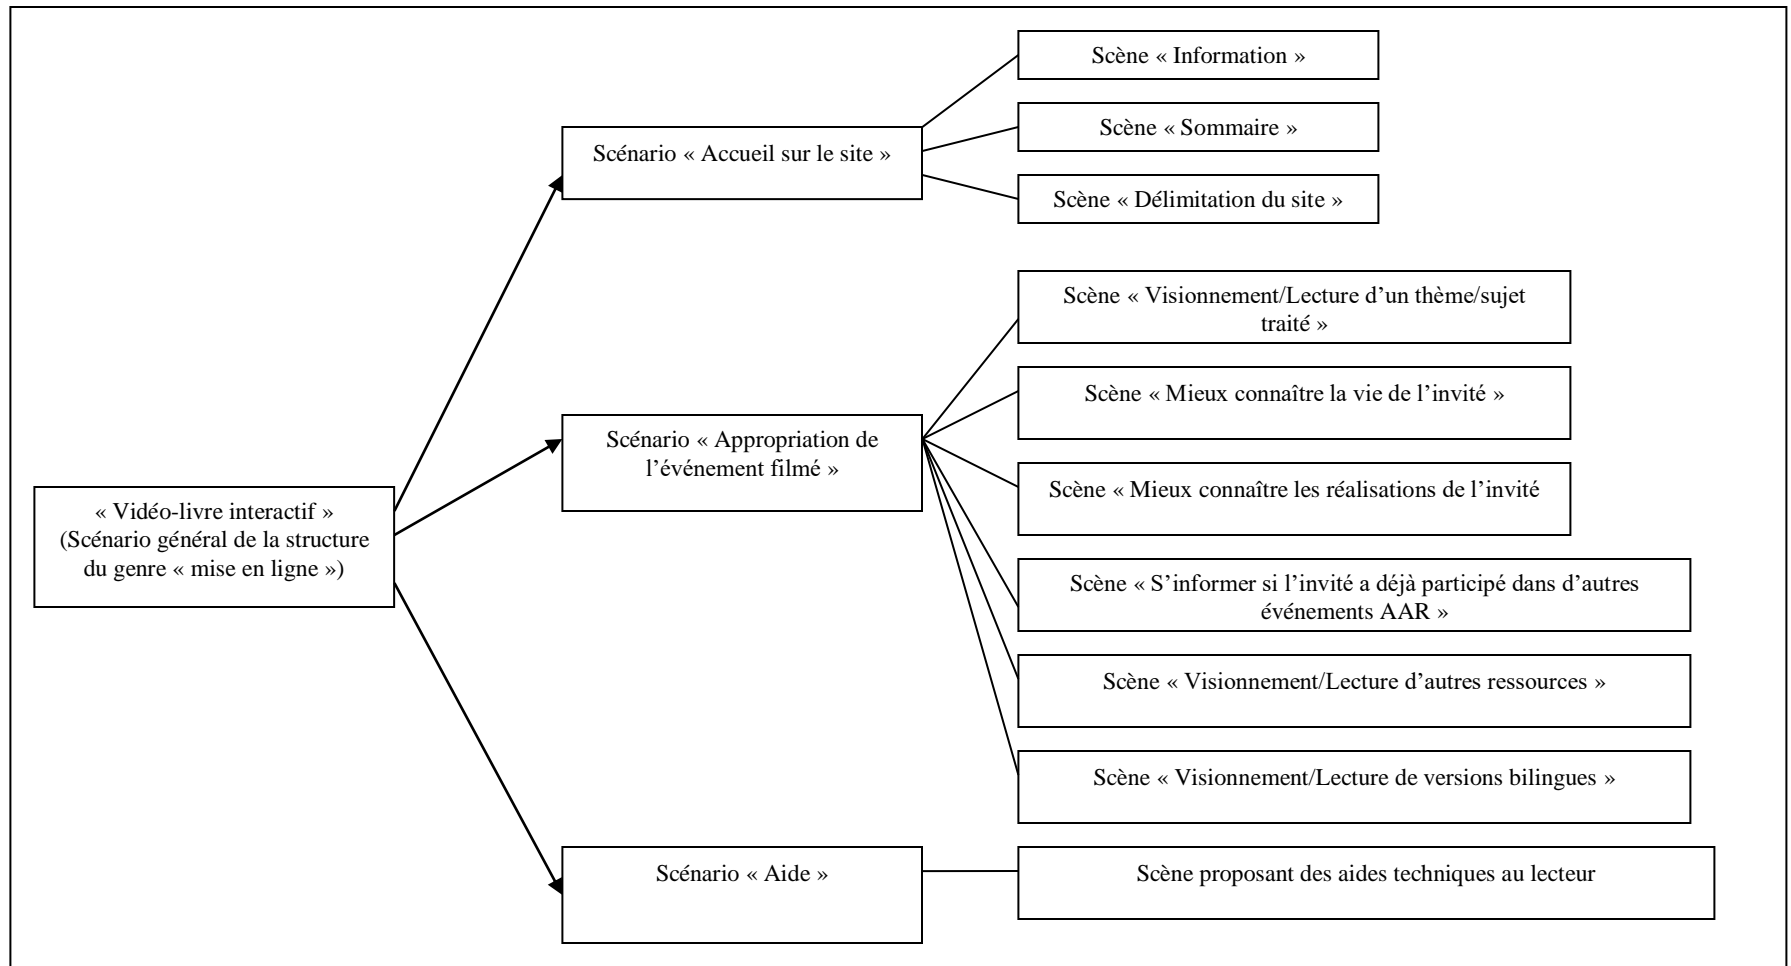 Scène « Information »
Scène « Sommaire »
Scénario « Accueil sur le site »
Scène « Délimitation du site »
Scène « Visionnement/Lecture d’un thème/sujet
traité »
Scène « Mieux connaître la vie de l’invité »
Scénario « Appropriation de
l’événement filmé »
Scène « Mieux connaître les réalisations de l’invité
« Vidéo-livre interactif »
(Scénario général de la structure
du genre « mise en ligne »)
Scène « S’informer si l’invité a déjà participé dans d’autres
événements AAR »
Scène « Visionnement/Lecture d’autres ressources »
Scène « Visionnement/Lecture de versions bilingues »
Scénario « Aide »
Scène proposant des aides techniques au lecteur